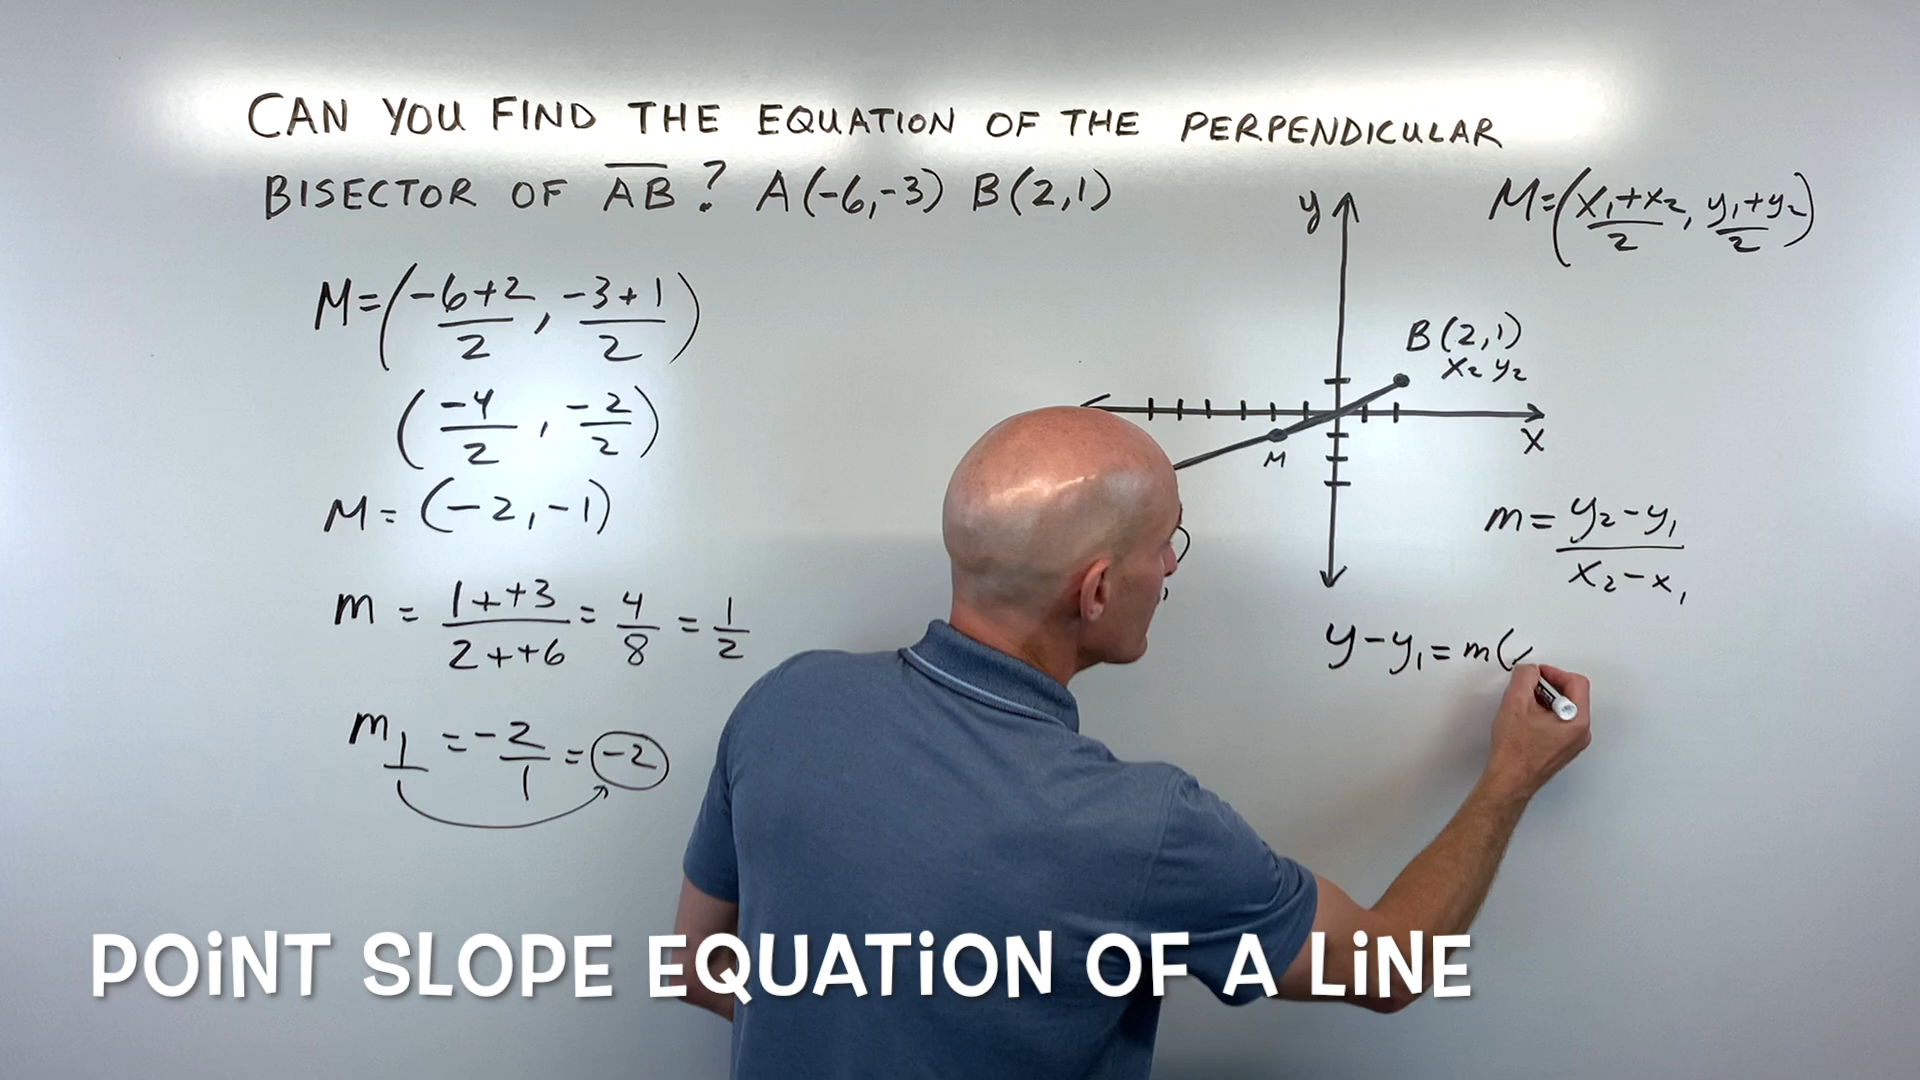 CAN YOU FIND THE EQUATION OF THE PERPENDICULAR
BISECTOR OF A̅B̅? A(-6,-3) B(2,1)
M=(x₁+x₂/2, y₁+y₂/2)
y
M=(-6+2/2, -3+1/2)
B(2,1)
x₂ y₂
(-4/2, -2/2)
x
M
M=(-2,-1)
m=y₂-y₁/x₂-x₁
m = 1++3/2++6 = 4/8 = 1/2
y-y₁=m(
m⊥ = -2/1 = -2
POINT SLOPE EQUATION OF A LINE